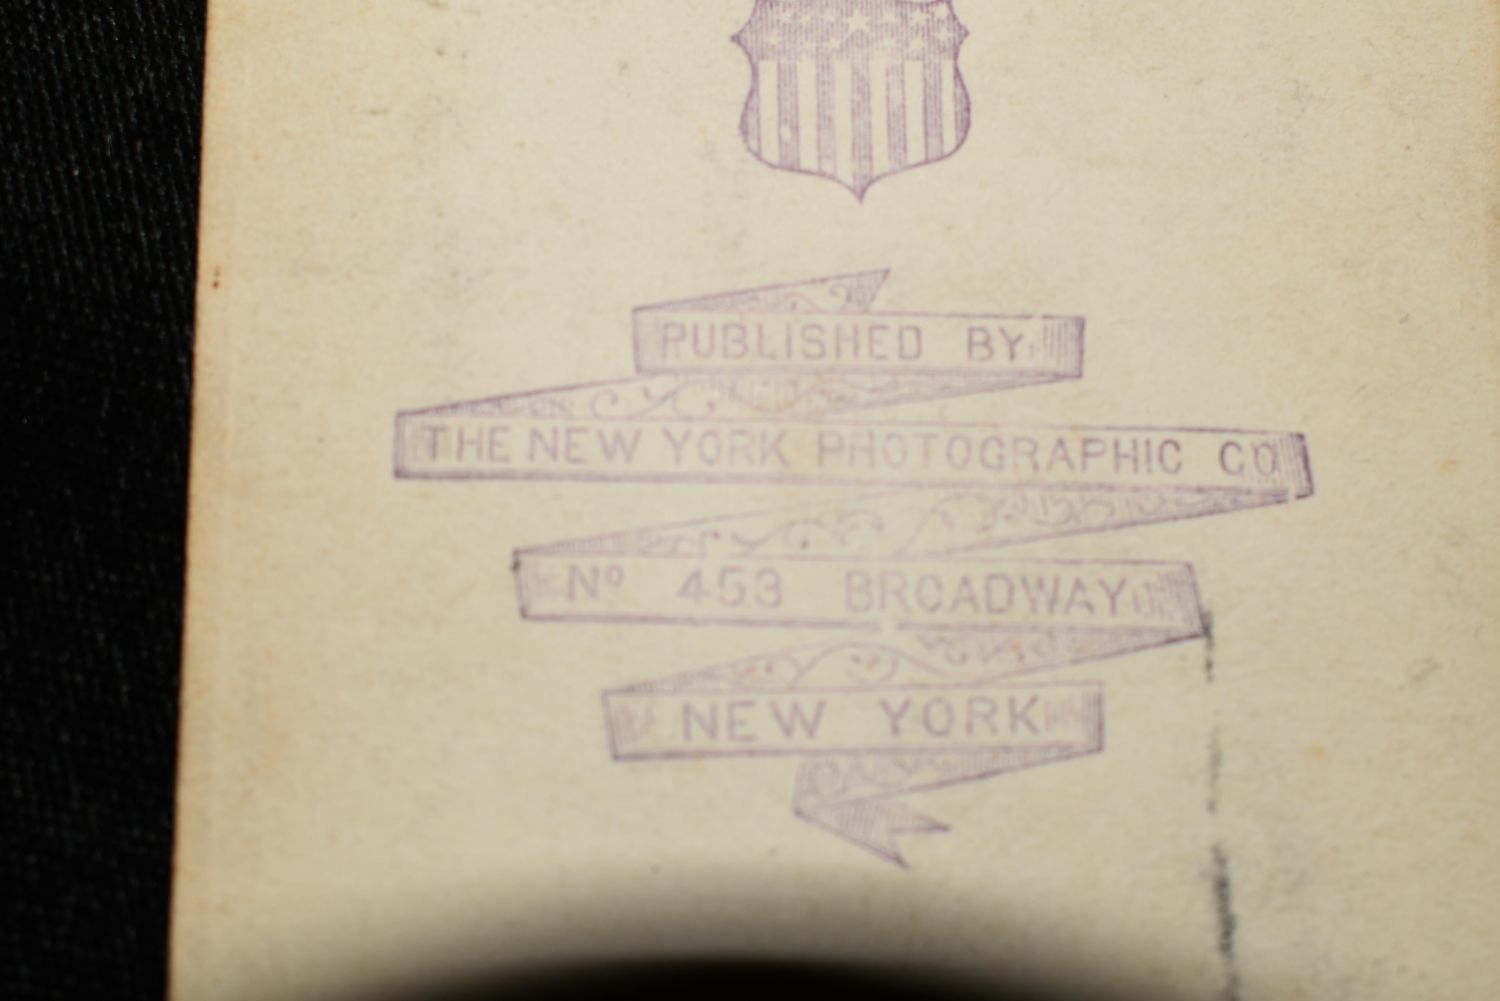 PUBLISHED BY
THE NEW YORK PHOTOGRAPHIC CO
Nº 453 BROADWAY
NEW YORK